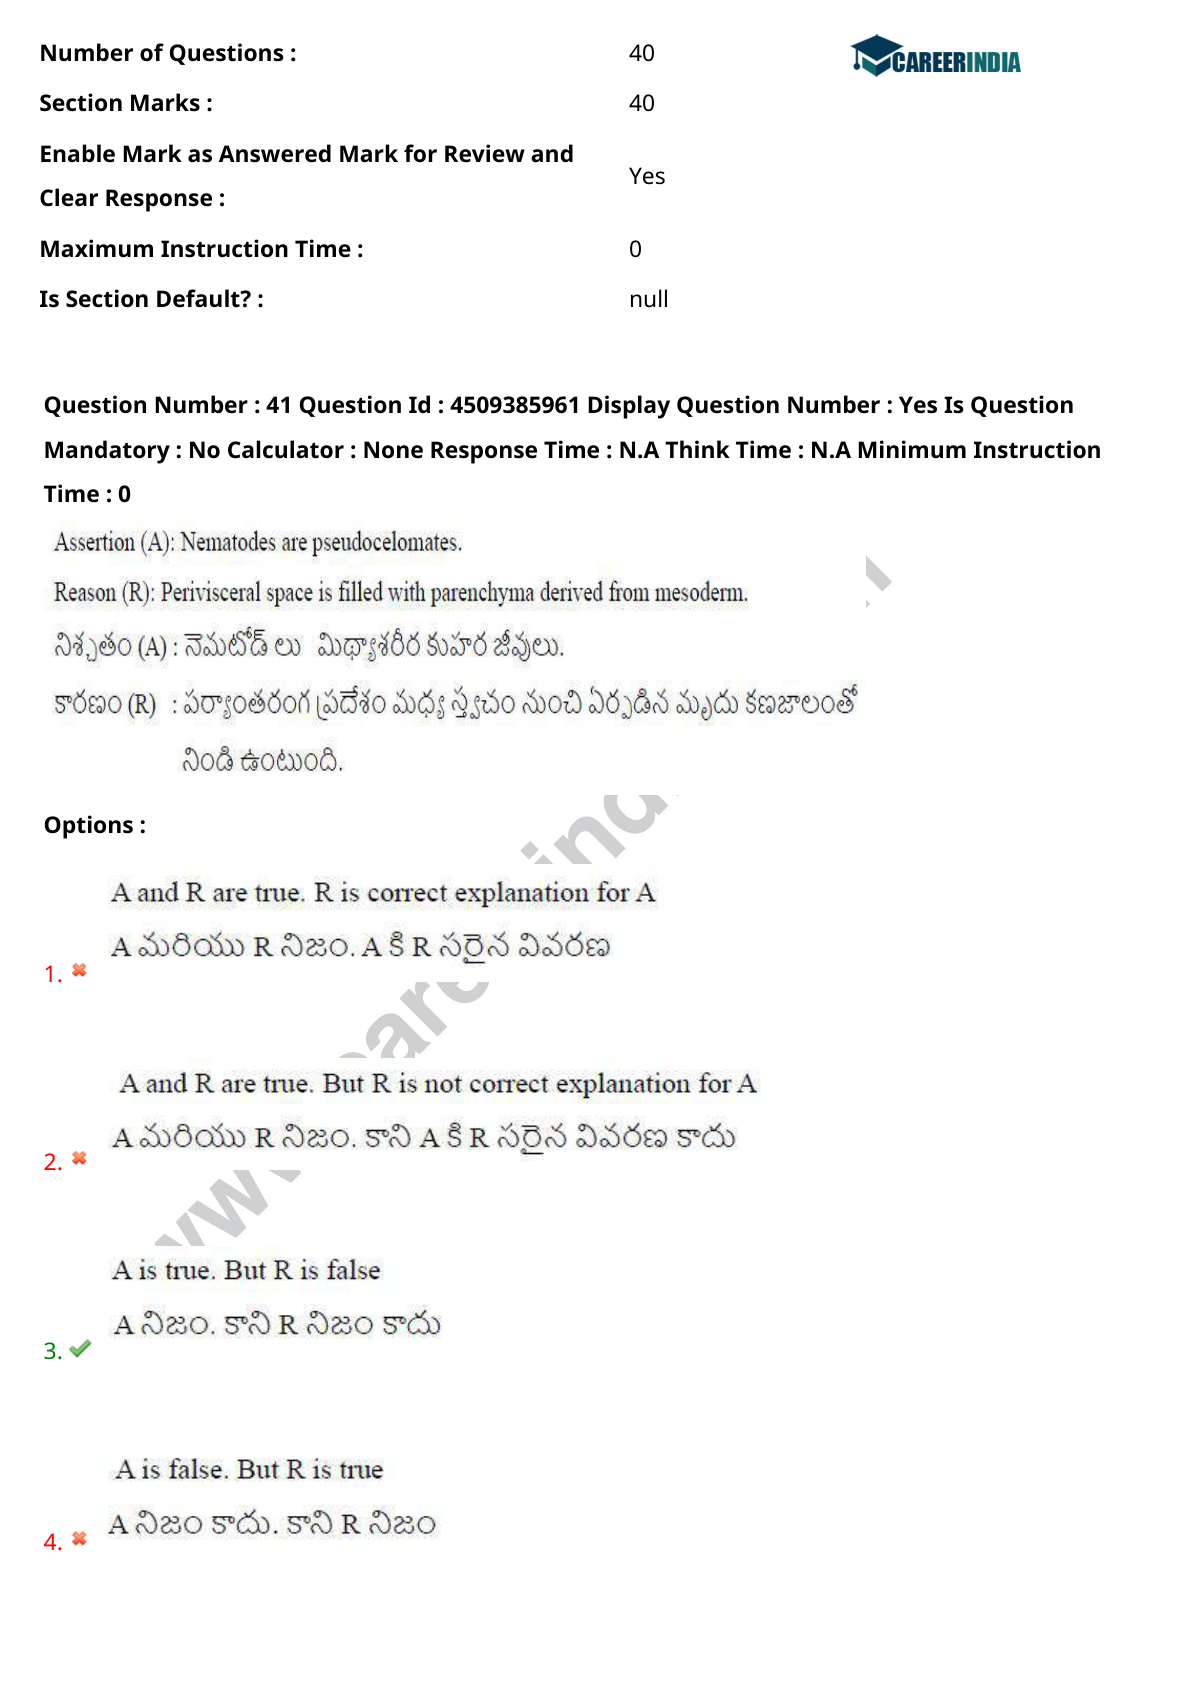 Number of Questions : 40
CAREERINDIA
Section Marks : 40
Enable Mark as Answered Mark for Review and
Clear Response : Yes
Maximum Instruction Time : 0
Is Section Default? : null
Question Number : 41 Question Id : 4509385961 Display Question Number : Yes Is Question
Mandatory : No Calculator : None Response Time : N.A Think Time : N.A Minimum Instruction
Time : 0
Assertion (A): Nematodes are pseudocelomates.
Reason (R): Perivisceral space is filled with parenchyma derived from mesoderm.
నిశ్చితం (A) : నెమటోడ్ లు మిథ్యాశరీర కుహర జీవులు.
కారణం (R) : పర్యాంతరంగ ప్రదేశం మధ్య స్త్వచం నుంచి ఏర్పడిన మృదు కణజాలంతో
నిండి ఉంటుంది.
Options :
A and R are true. R is correct explanation for A
A మరియు R నిజం. A కి R సరైన వివరణ
1.
A and R are true. But R is not correct explanation for A
A మరియు R నిజం. కాని A కి R సరైన వివరణ కాదు
2.
A is true. But R is false
A నిజం. కాని R నిజం కాదు
3.
A is false. But R is true
A నిజం కాదు. కాని R నిజం
4.